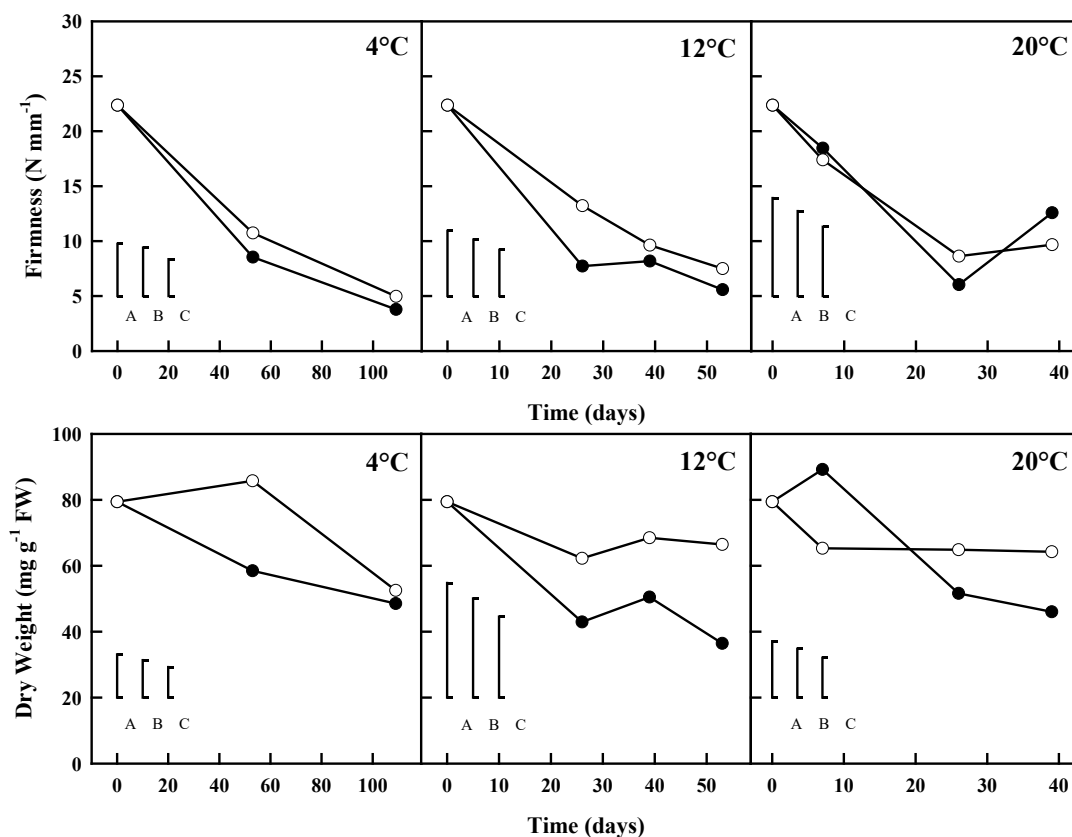 30
25
20
15
10
5
0
Firmness (N mm⁻¹)
4°C
12°C
20°C
A B C
A B C
A B C
0 20 40 60 80 100
0 10 20 30 40 50
0 10 20 30 40
Time (days)
100
80
60
40
20
0
Dry Weight (mg g⁻¹ FW)
4°C
12°C
20°C
A B C
A B C
A B C
0 20 40 60 80 100
0 10 20 30 40 50
0 10 20 30 40
Time (days)